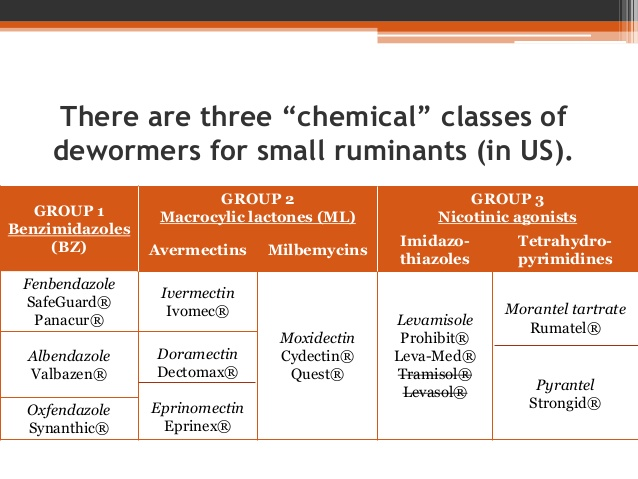 There are three “chemical” classes of
dewormers for small ruminants (in US).
GROUP 1
Benzimidazoles
(BZ)
GROUP 2
Macrocylic lactones (ML)
Avermectins
Milbemycins
GROUP 3
Nicotinic agonists
Imidazo-
thiazoles
Tetrahydro-
pyrimidines
Fenbendazole
SafeGuard®
Panacur®
Albendazole
Valbazen®
Oxfendazole
Synanthic®
Ivermectin
Ivomec®
Doramectin
Dectomax®
Eprinomectin
Eprinex®
Moxidectin
Cydectin®
Quest®
Levamisole
Prohibit®
Leva-Med®
Tramisol®
Levasol®
Morantel tartrate
Rumatel®
Pyrantel
Strongid®